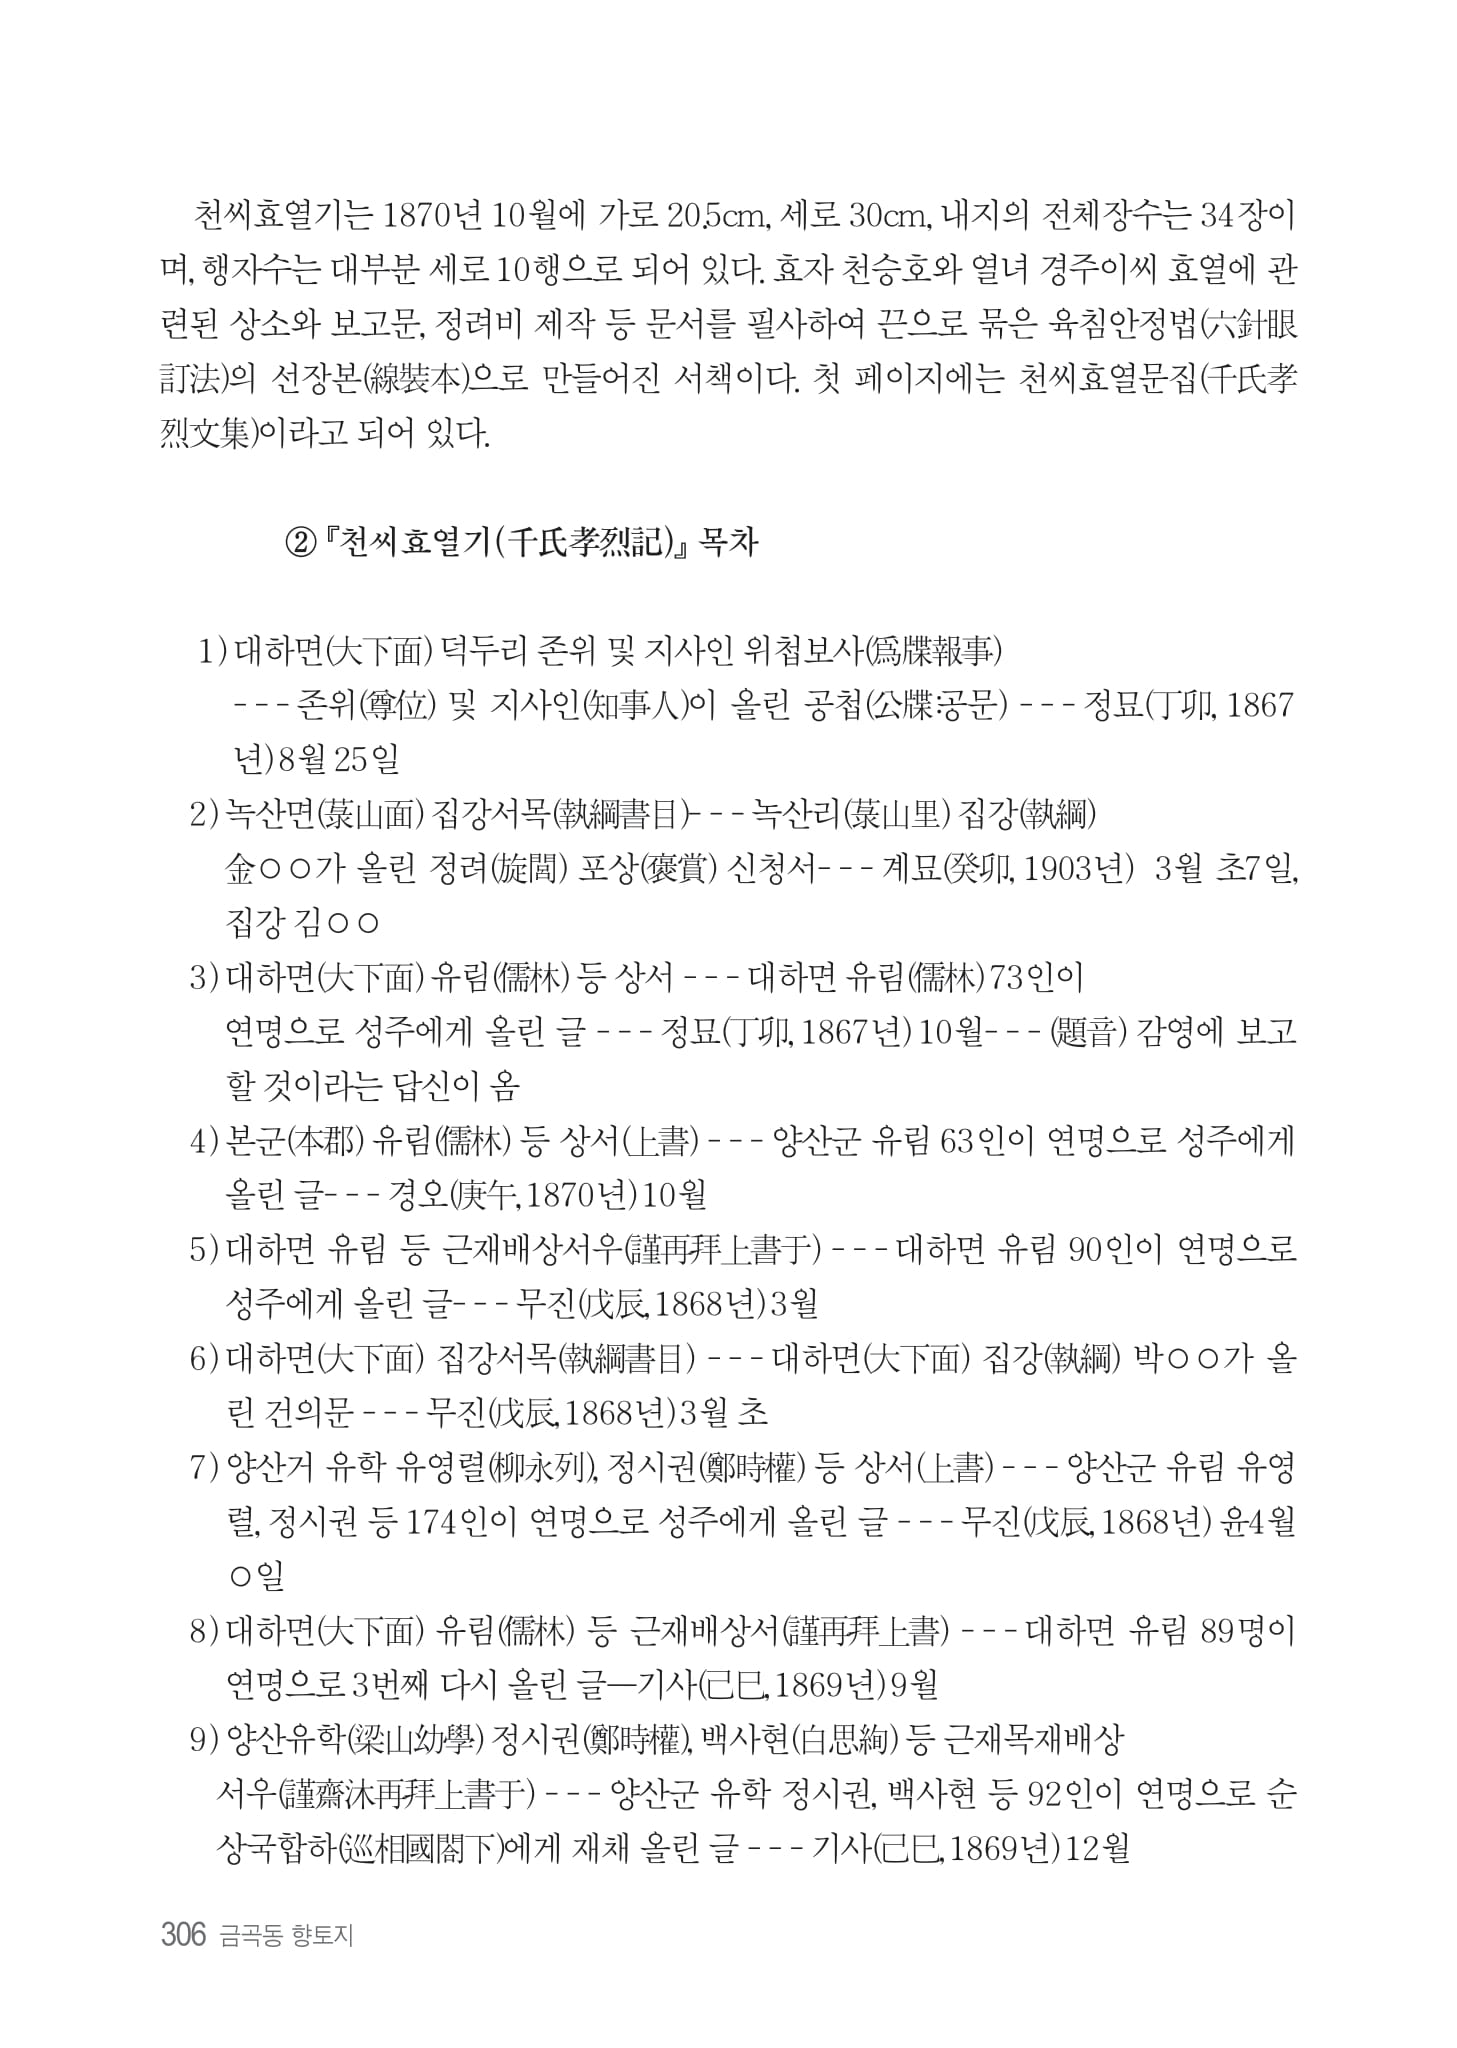 천씨효열기는 1870년 10월에 가로 20.5cm, 세로 30cm, 내지의 전체장수는 34장이
며, 행자수는 대부분 세로 10행으로 되어 있다. 효자 천승호와 열녀 경주이씨 효열에 관
련된 상소와 보고문, 정려비 제작 등 문서를 필사하여 끈으로 묶은 육침안정법(六針眼
訂法)의 선장본(線裝本)으로 만들어진 서책이다. 첫 페이지에는 천씨효열문집(千氏孝
烈文集)이라고 되어 있다.
② 『천씨효열기(千氏孝烈記)』 목차
1) 대하면(大下面) 덕두리 존위 및 지사인 위첩보사(爲牒報事)
- - - 존위(尊位) 및 지사인(知事人)이 올린 공첩(公牒:공문) - - - 정묘(丁卯, 1867
년) 8월 25일
2) 녹산면(菉山面) 집강서목(執綱書目)- - - 녹산리(菉山里) 집강(執綱)
金○○가 올린 정려(旋閭) 포상(褒賞) 신청서- - - 계묘(癸卯, 1903년) 3월 초7일,
집강 김○○
3) 대하면(大下面) 유림(儒林) 등 상서 - - - 대하면 유림(儒林) 73인이
연명으로 성주에게 올린 글 - - - 정묘(丁卯, 1867년) 10월- - - (題音) 감영에 보고
할 것이라는 답신이 옴
4) 본군(本郡) 유림(儒林) 등 상서(上書) - - - 양산군 유림 63인이 연명으로 성주에게
올린 글- - - 경오(庚午, 1870년) 10월
5) 대하면 유림 등 근재배상서우(謹再拜上書于) - - - 대하면 유림 90인이 연명으로
성주에게 올린 글- - - 무진(戊辰, 1868년) 3월
6) 대하면(大下面) 집강서목(執綱書目) - - - 대하면(大下面) 집강(執綱) 박○○가 올
린 건의문 - - - 무진(戊辰, 1868년) 3월 초
7) 양산거 유학 유영렬(柳永列), 정시권(鄭時權) 등 상서(上書) - - - 양산군 유림 유영
렬, 정시권 등 174인이 연명으로 성주에게 올린 글 - - - 무진(戊辰, 1868년) 윤4월
○일
8) 대하면(大下面) 유림(儒林) 등 근재배상서(謹再拜上書) - - - 대하면 유림 89명이
연명으로 3번째 다시 올린 글—기사(己巳, 1869년) 9월
9) 양산유학(梁山幼學) 정시권(鄭時權), 백사현(白思絢) 등 근재목재배상
서우(謹齋沐再拜上書于) - - - 양산군 유학 정시권, 백사현 등 92인이 연명으로 순
상국합하(巡相國閤下)에게 재채 올린 글 - - - 기사(己巳, 1869년) 12월
306 금곡동 향토지